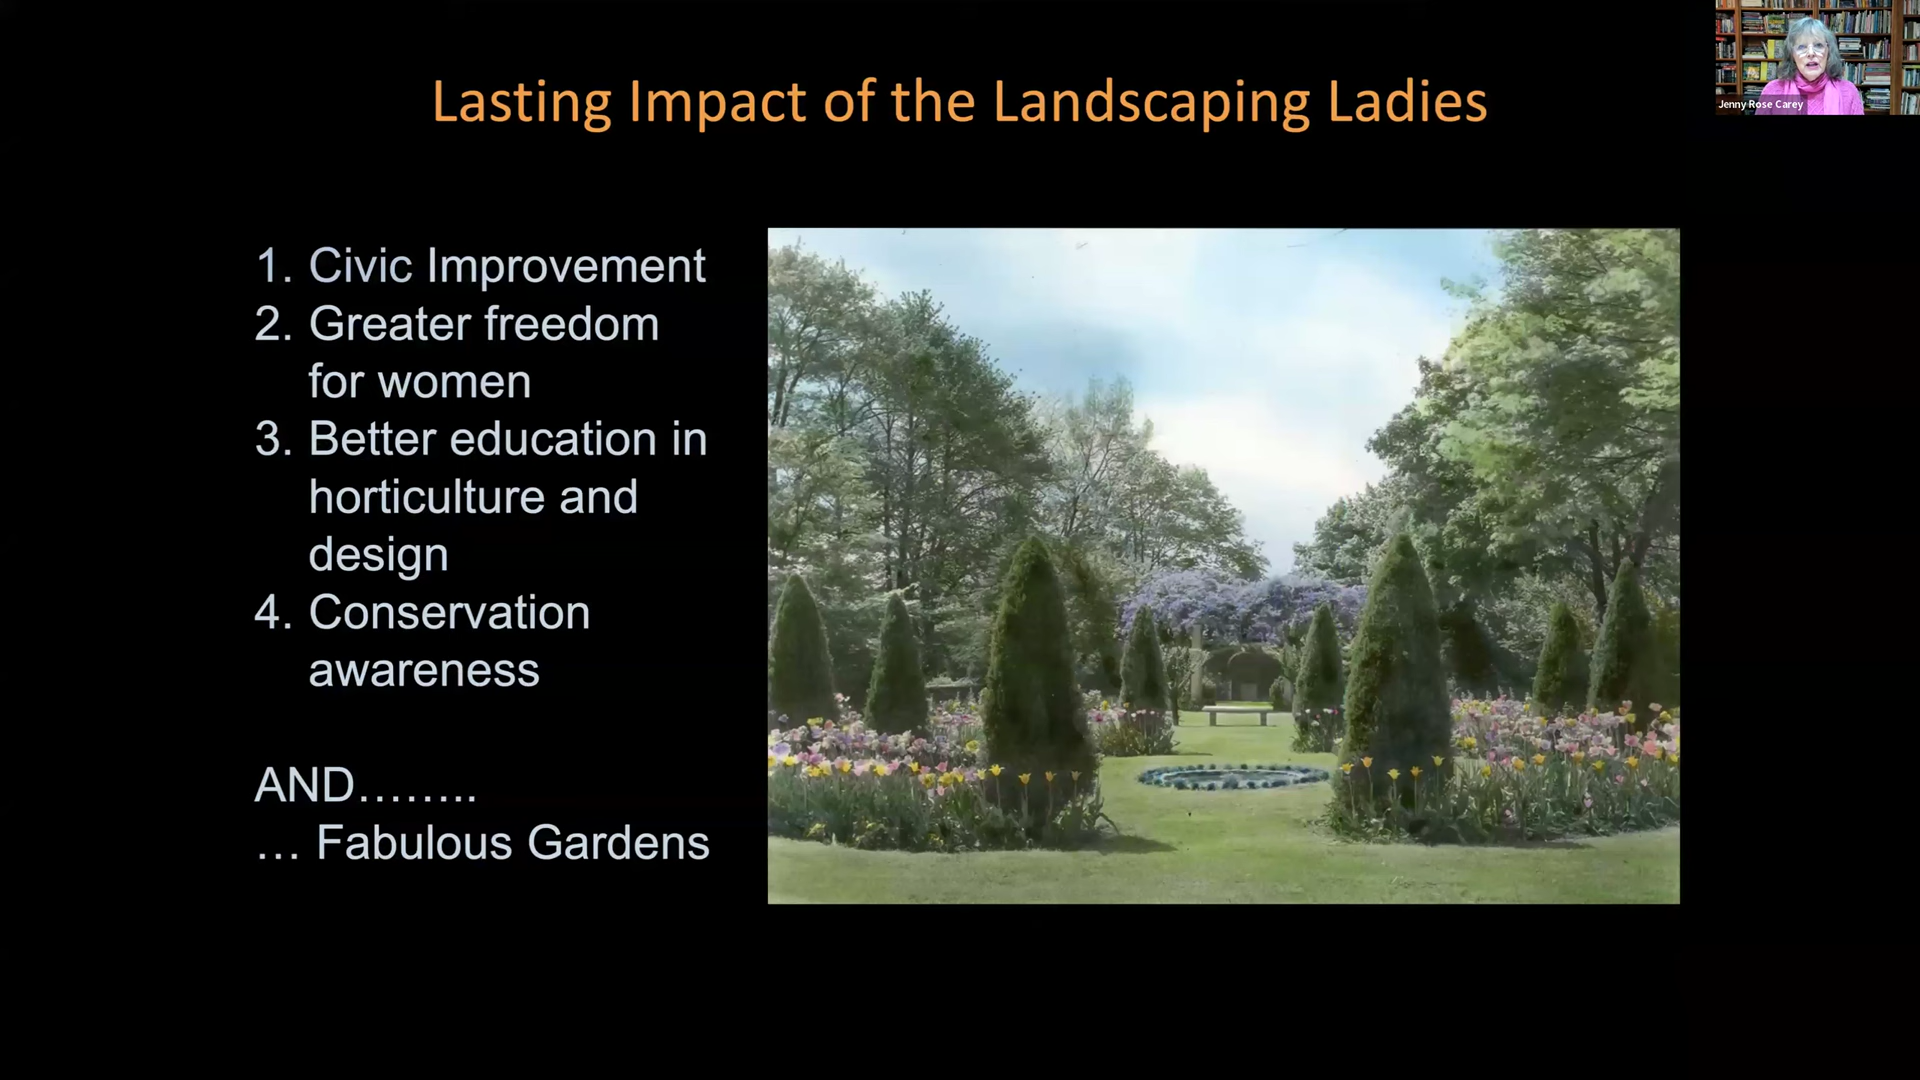 Lasting Impact of the Landscaping Ladies
Jenny Rose Carey
1. Civic Improvement
2. Greater freedom
for women
3. Better education in
horticulture and
design
4. Conservation
awareness
AND........
... Fabulous Gardens